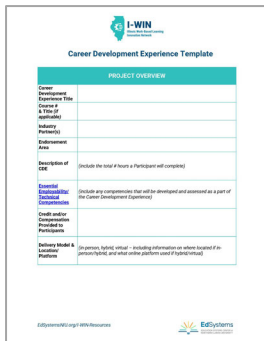 I-WIN
Illinois Work-Based Learning
Innovation Network
Career Development Experience Template
PROJECT OVERVIEW
Career
Development
Experience Title
Course #
& Title (if
applicable)
Industry
Partner(s)
Endorsement
Area
Description of
CDE
(include the total # hours a Participant will complete)
Essential
Employability/
Technical
Competencies
(include any competencies that will be developed and assessed as a part of
the Career Development Experience)
Credit and/or
Compensation
Provided to
Participants
Delivery Model &
Location/
Platform
(in-person, hybrid, virtual – including information on where located if in-
person/hybrid, and what online platform used if hybrid/virtual)
EdSystemsNIU.org/I-WIN-Resources
EdSystems